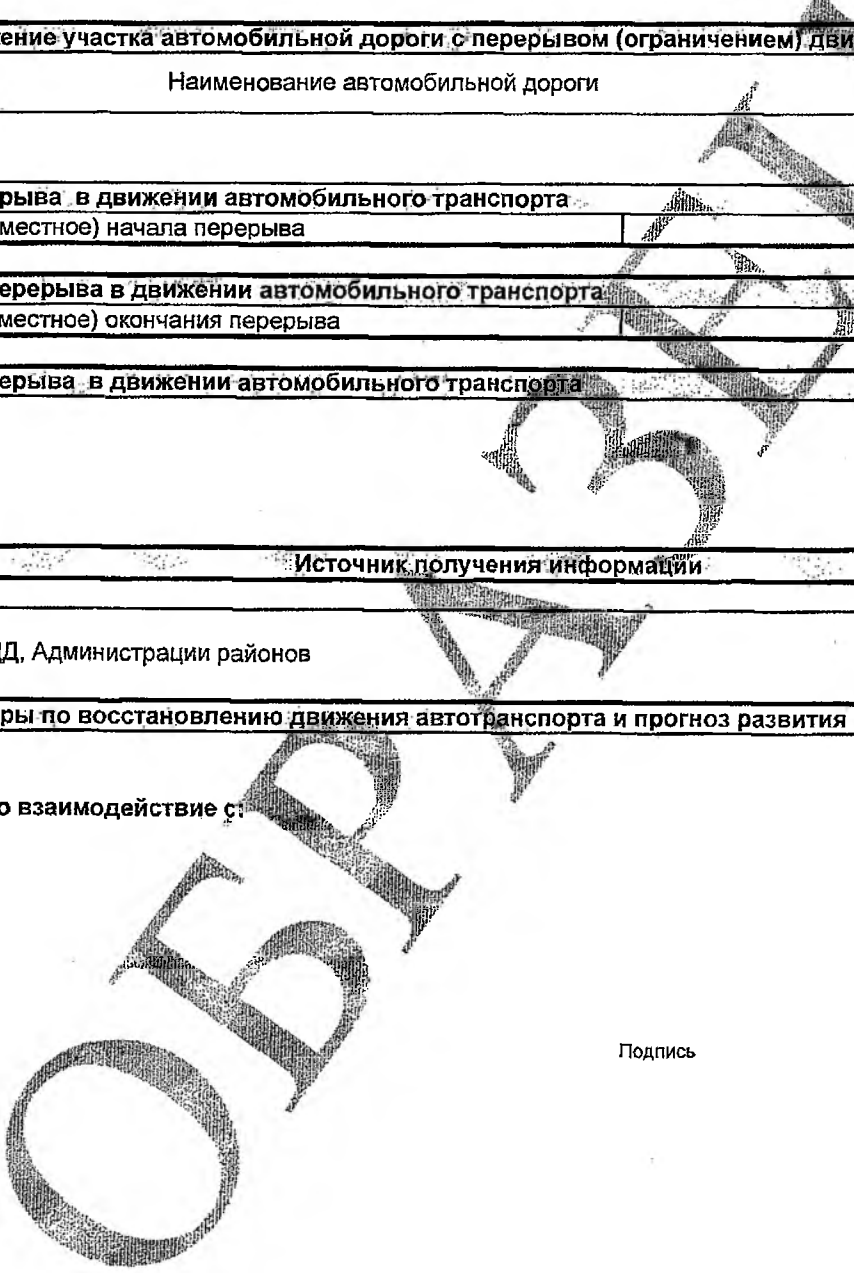 ение участка автомобильной дороги с перерывом (ограничением) дви
Наименование автомобильной дороги
рыва в движении автомобильного транспорта
местное) начала перерыва
ерерыва в движении автомобильного транспорта
местное) окончания перерыва
ерыва в движении автомобильного транспорта
Источник получения информации
Д, Администрации районов
ры по восстановлению движения автотранспорта и прогноз развития
о взаимодействие с:
Подпись
ОБРАЗЕЦ